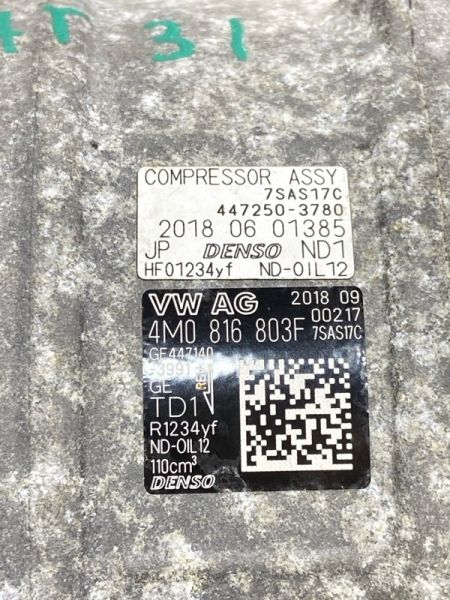 31
COMPRESSOR ASSY
7SAS17C
447250-3780
2018 06 01385
JP DENSO ND1
HF01234yf ND-OIL12
VW AG 2018 09
00217
4M0 816 803F 7SAS17C
GE447140
GE
TD1
R1234yf
ND-OIL12
110cm³
DENSO